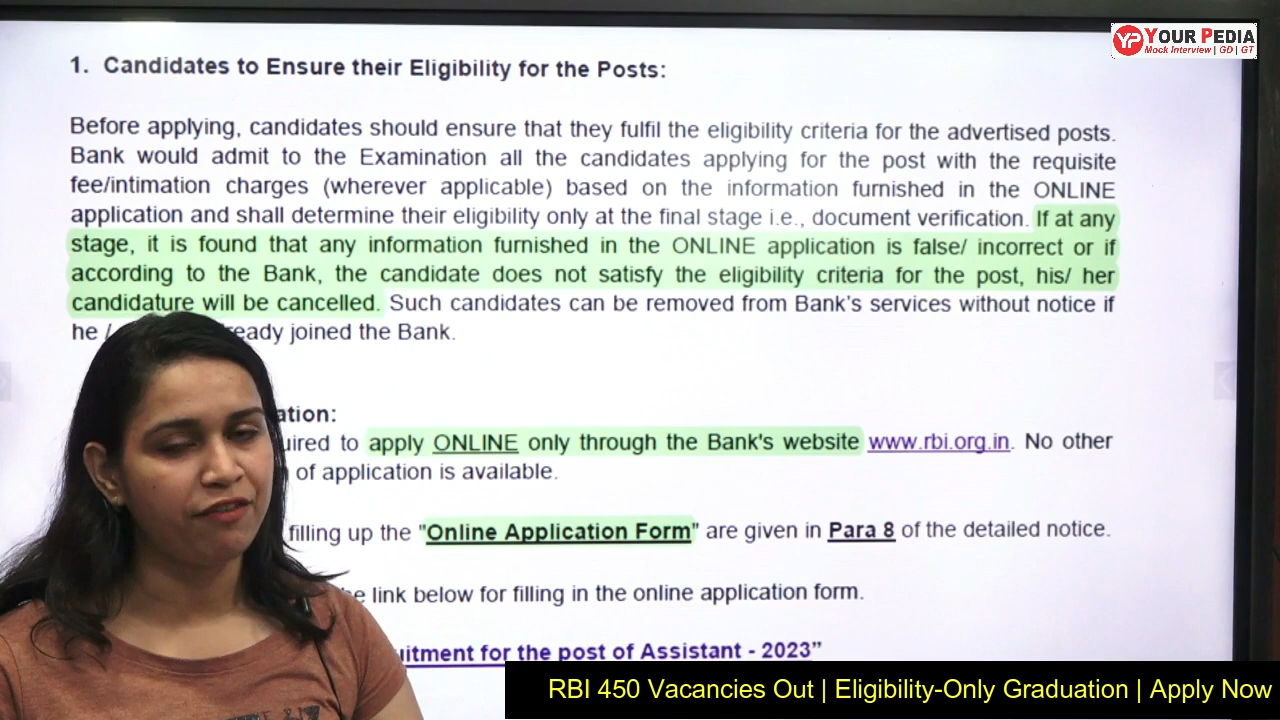 YP YOUR PEDIA
Mock Interview | GD | GT
1. Candidates to Ensure their Eligibility for the Posts:
Before applying, candidates should ensure that they fulfil the eligibility criteria for the advertised posts.
Bank would admit to the Examination all the candidates applying for the post with the requisite
fee/intimation charges (wherever applicable) based on the information furnished in the ONLINE
application and shall determine their eligibility only at the final stage i.e., document verification. If at any
stage, it is found that any information furnished in the ONLINE application is false/ incorrect or if
according to the Bank, the candidate does not satisfy the eligibility criteria for the post, his/ her
candidature will be cancelled. Such candidates can be removed from Bank's services without notice if
he / eady joined the Bank.
ation:
uired to apply ONLINE only through the Bank's website www.rbi.org.in. No other
of application is available.
filling up the "Online Application Form" are given in Para 8 of the detailed notice.
e link below for filling in the online application form.
uitment for the post of Assistant - 2023”
RBI 450 Vacancies Out | Eligibility-Only Graduation | Apply Now